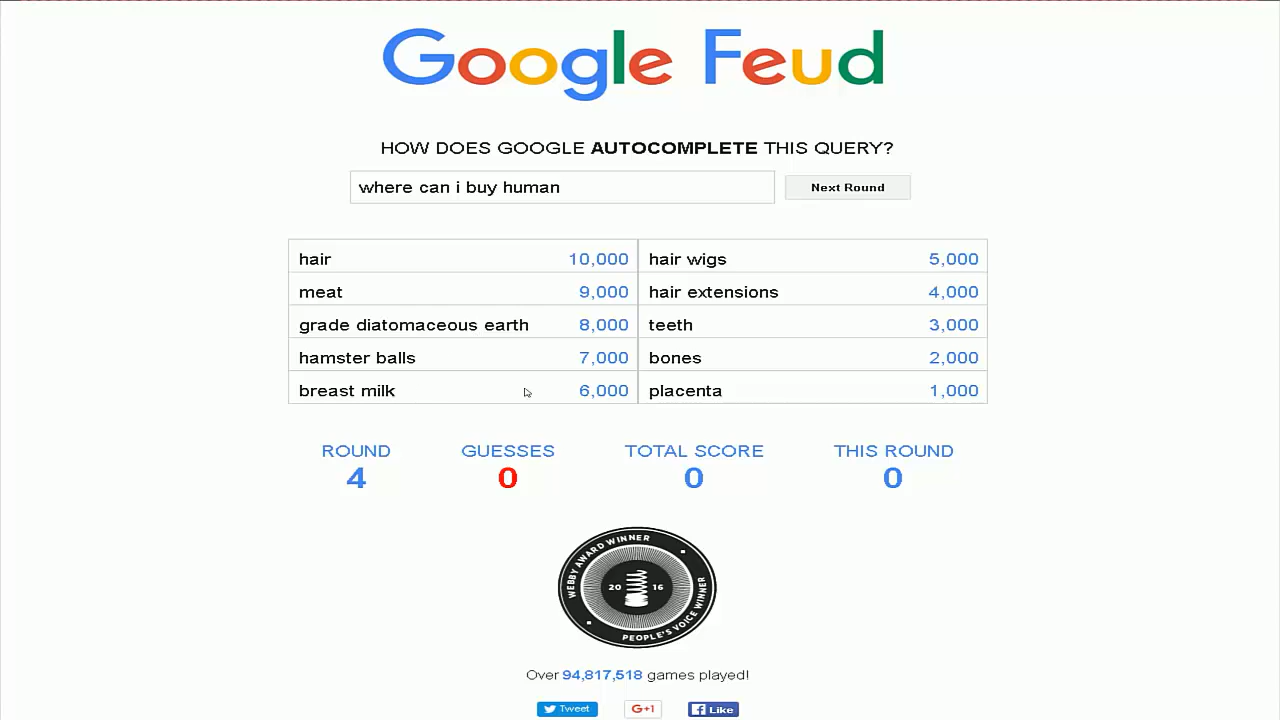 Google Feud
HOW DOES GOOGLE AUTOCOMPLETE THIS QUERY?
where can i buy human
Next Round
hair 10,000 hair wigs 5,000
meat 9,000 hair extensions 4,000
grade diatomaceous earth 8,000 teeth 3,000
hamster balls 7,000 bones 2,000
breast milk 6,000 placenta 1,000
ROUND GUESSES TOTAL SCORE THIS ROUND
4 0 0 0
WEBBY AWARD WINNER
20 16
PEOPLE'S VOICE WINNER
Over 94,817,518 games played!
Tweet G+1 Like